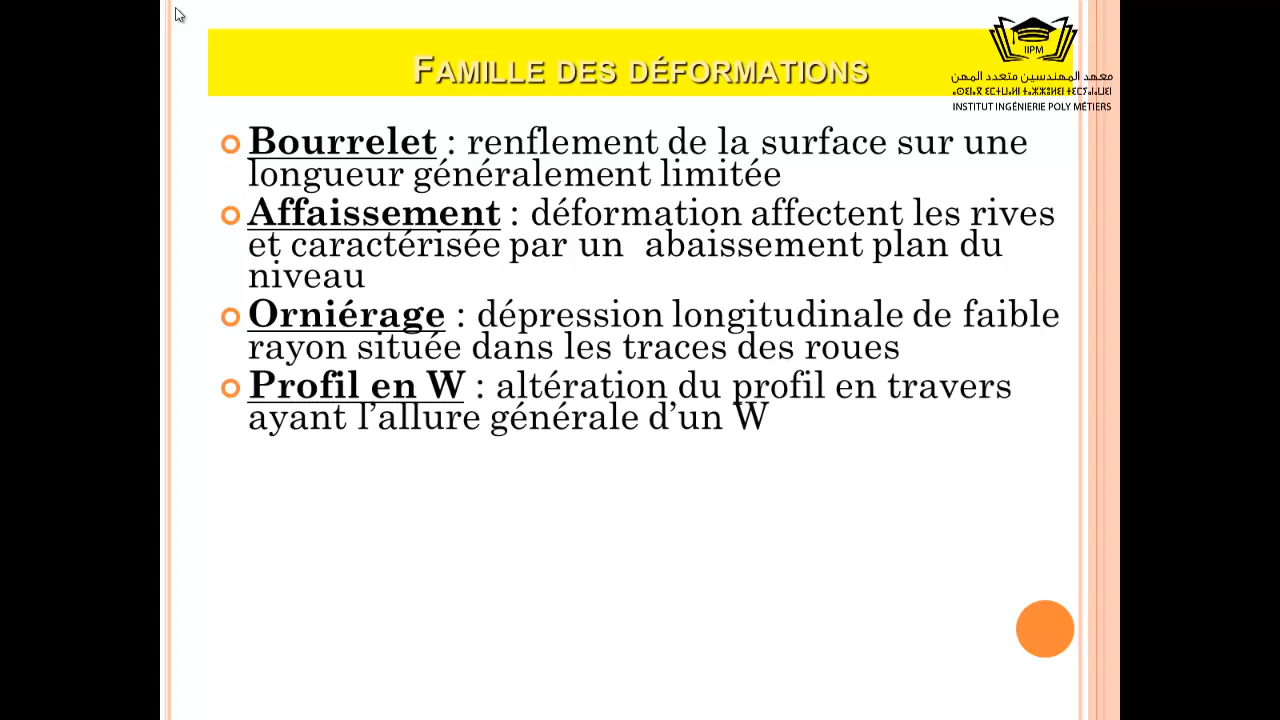 FAMILLE DES DÉFORMATIONS
IIPM
معهد المهندسين متعدد المهن
INSTITUT INGÉNIERIE POLY MÉTIERS
Bourrelet : renflement de la surface sur une
longueur généralement limitée
Affaissement : déformation affectent les rives
et caractérisée par un abaissement plan du
niveau
Orniérage : dépression longitudinale de faible
rayon située dans les traces des roues
Profil en W : altération du profil en travers
ayant l’allure générale d’un W